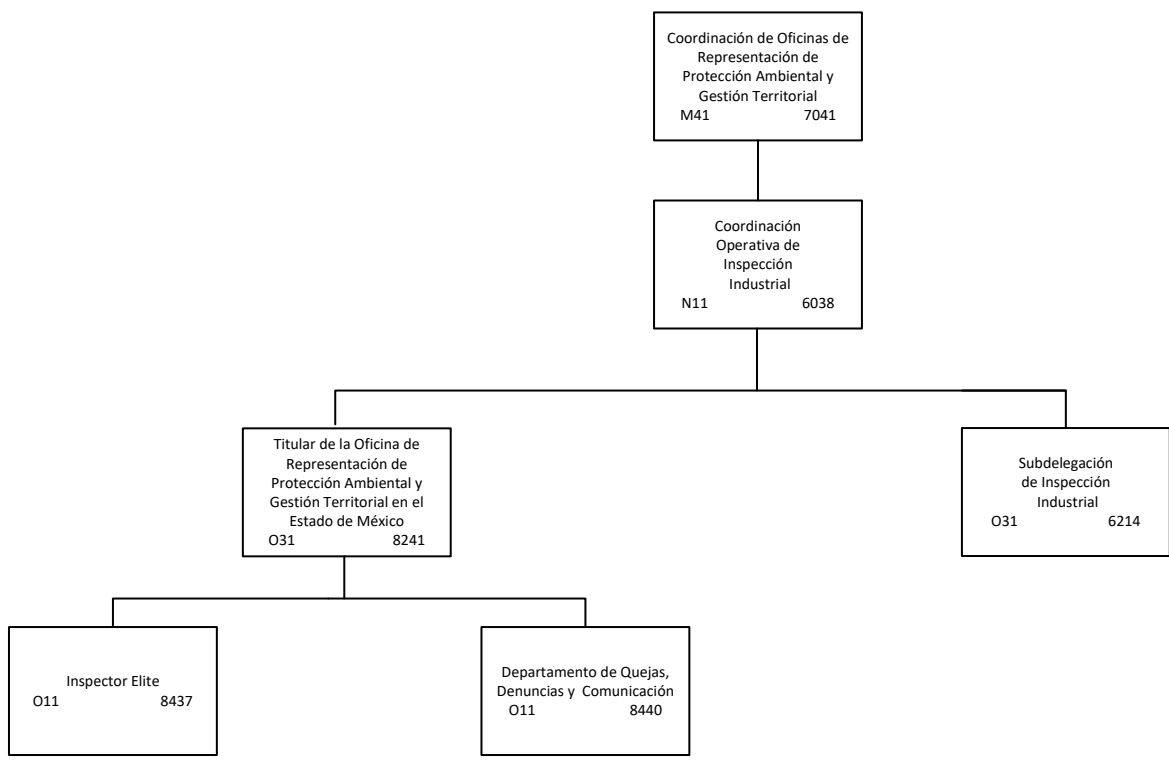 Coordinación de Oficinas de
Representación de
Protección Ambiental y
Gestión Territorial
M41 7041
Coordinación
Operativa de
Inspección
Industrial
N11 6038
Titular de la Oficina de
Representación de
Protección Ambiental y
Gestión Territorial en el
Estado de México
O31 8241
Subdelegación
de Inspección
Industrial
O31 6214
Inspector Elite
O11 8437
Departamento de Quejas,
Denuncias y Comunicación
O11 8440